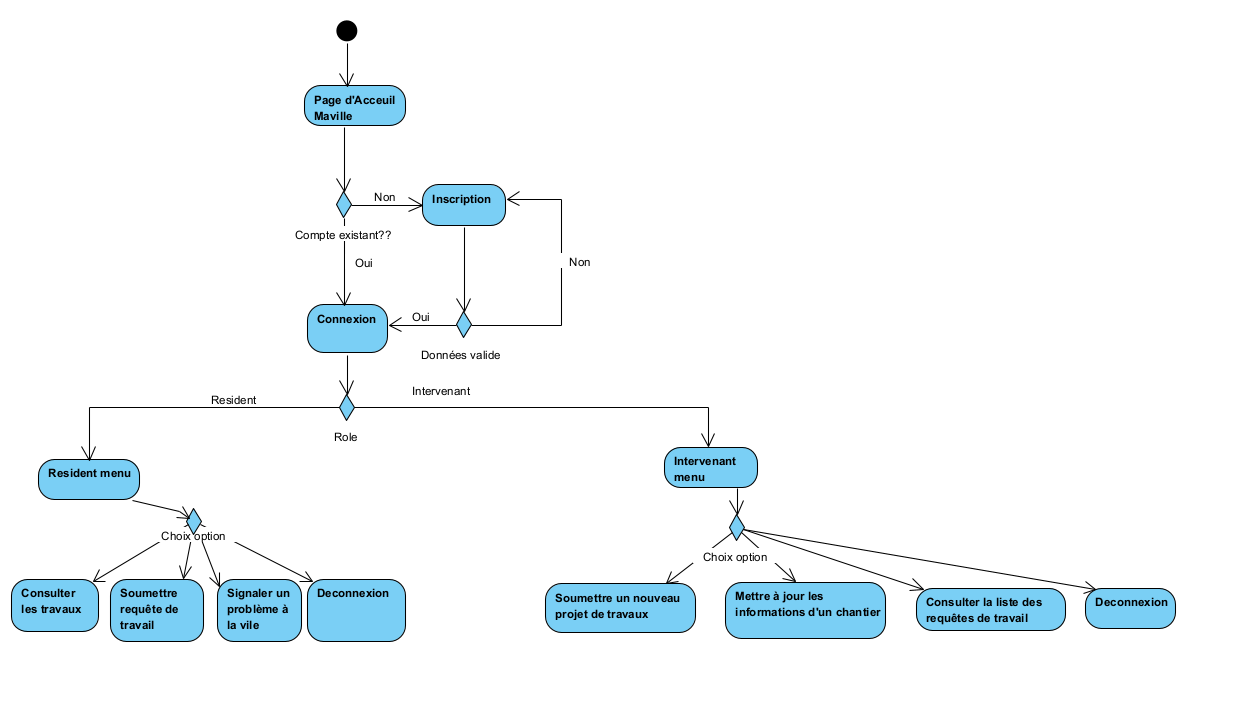 Page d'Acceuil
Maville
Non
Inscription
Compte existant??
Oui
Non
Connexion
Oui
Données valide
Resident
Intervenant
Role
Resident menu
Intervenant
menu
Choix option
Choix option
Consulter
les travaux
Soumettre
requête de
travail
Signaler un
problème à
la vile
Deconnexion
Soumettre un nouveau
projet de travaux
Mettre à jour les
informations d'un chantier
Consulter la liste des
requêtes de travail
Deconnexion